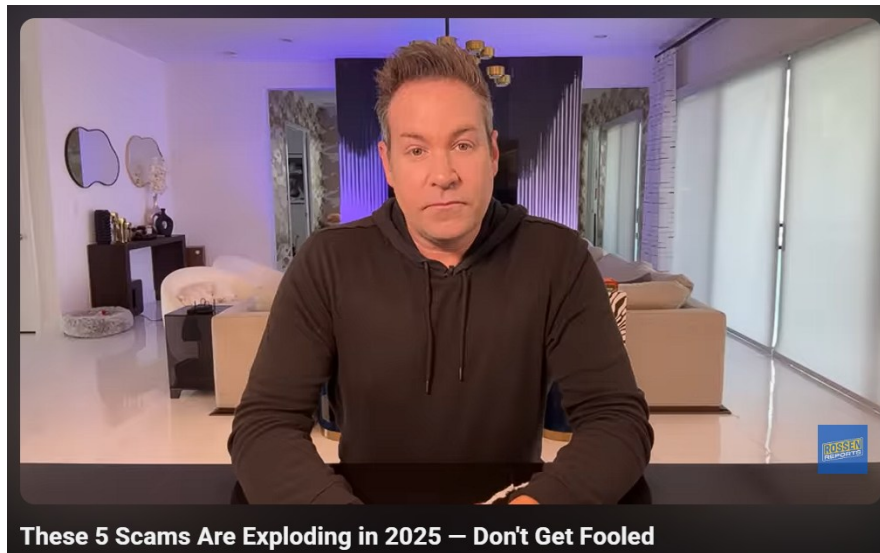 ROSSEN
REPORTS
These 5 Scams Are Exploding in 2025 — Don't Get Fooled